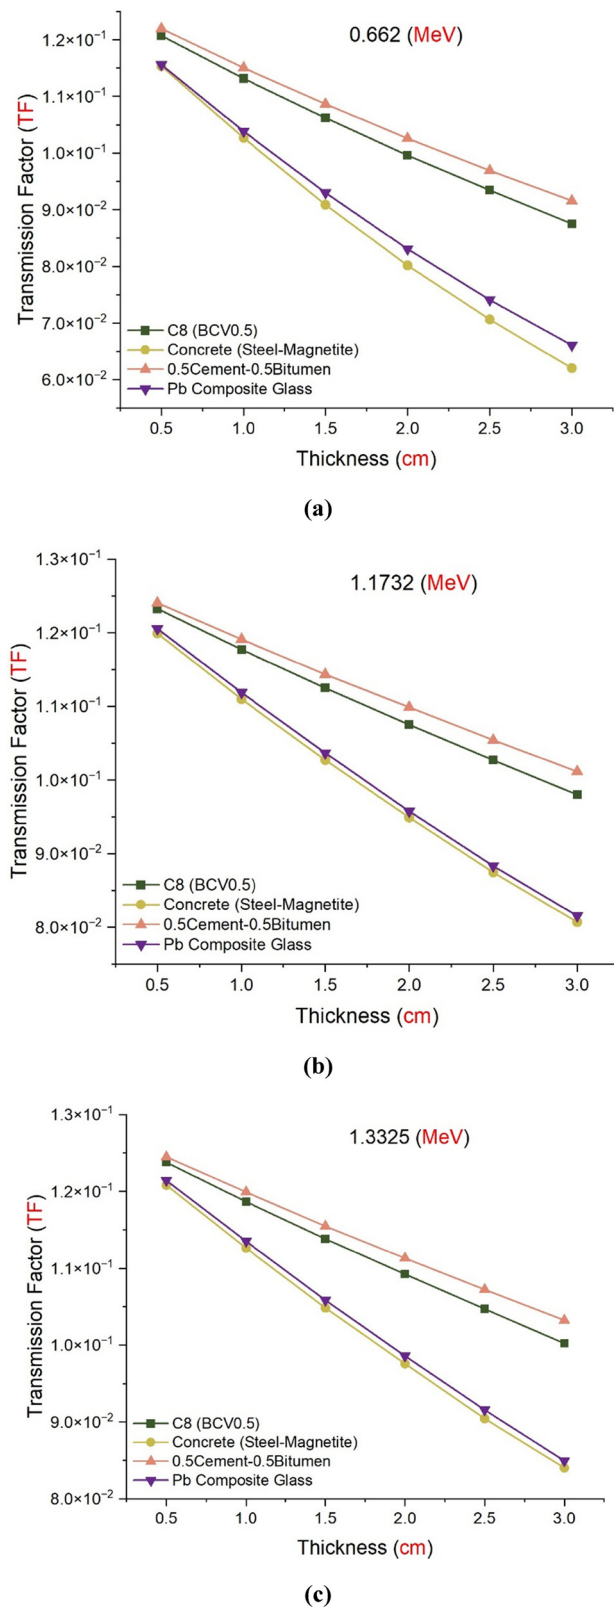 0.662 (MeV)
1.2×10⁻¹
1.1×10⁻¹
1.0×10⁻¹
9.0×10⁻²
8.0×10⁻²
7.0×10⁻²
6.0×10⁻²
Transmission Factor (TF)
C8 (BCV0.5)
Concrete (Steel-Magnetite)
0.5Cement-0.5Bitumen
Pb Composite Glass
0.5 1.0 1.5 2.0 2.5 3.0
Thickness (cm)
(a)
1.1732 (MeV)
1.3×10⁻¹
1.2×10⁻¹
1.1×10⁻¹
1.0×10⁻¹
9.0×10⁻²
8.0×10⁻²
Transmission Factor (TF)
C8 (BCV0.5)
Concrete (Steel-Magnetite)
0.5Cement-0.5Bitumen
Pb Composite Glass
0.5 1.0 1.5 2.0 2.5 3.0
Thickness (cm)
(b)
1.3325 (MeV)
1.3×10⁻¹
1.2×10⁻¹
1.1×10⁻¹
1.0×10⁻¹
9.0×10⁻²
8.0×10⁻²
Transmission Factor (TF)
C8 (BCV0.5)
Concrete (Steel-Magnetite)
0.5Cement-0.5Bitumen
Pb Composite Glass
0.5 1.0 1.5 2.0 2.5 3.0
Thickness (cm)
(c)